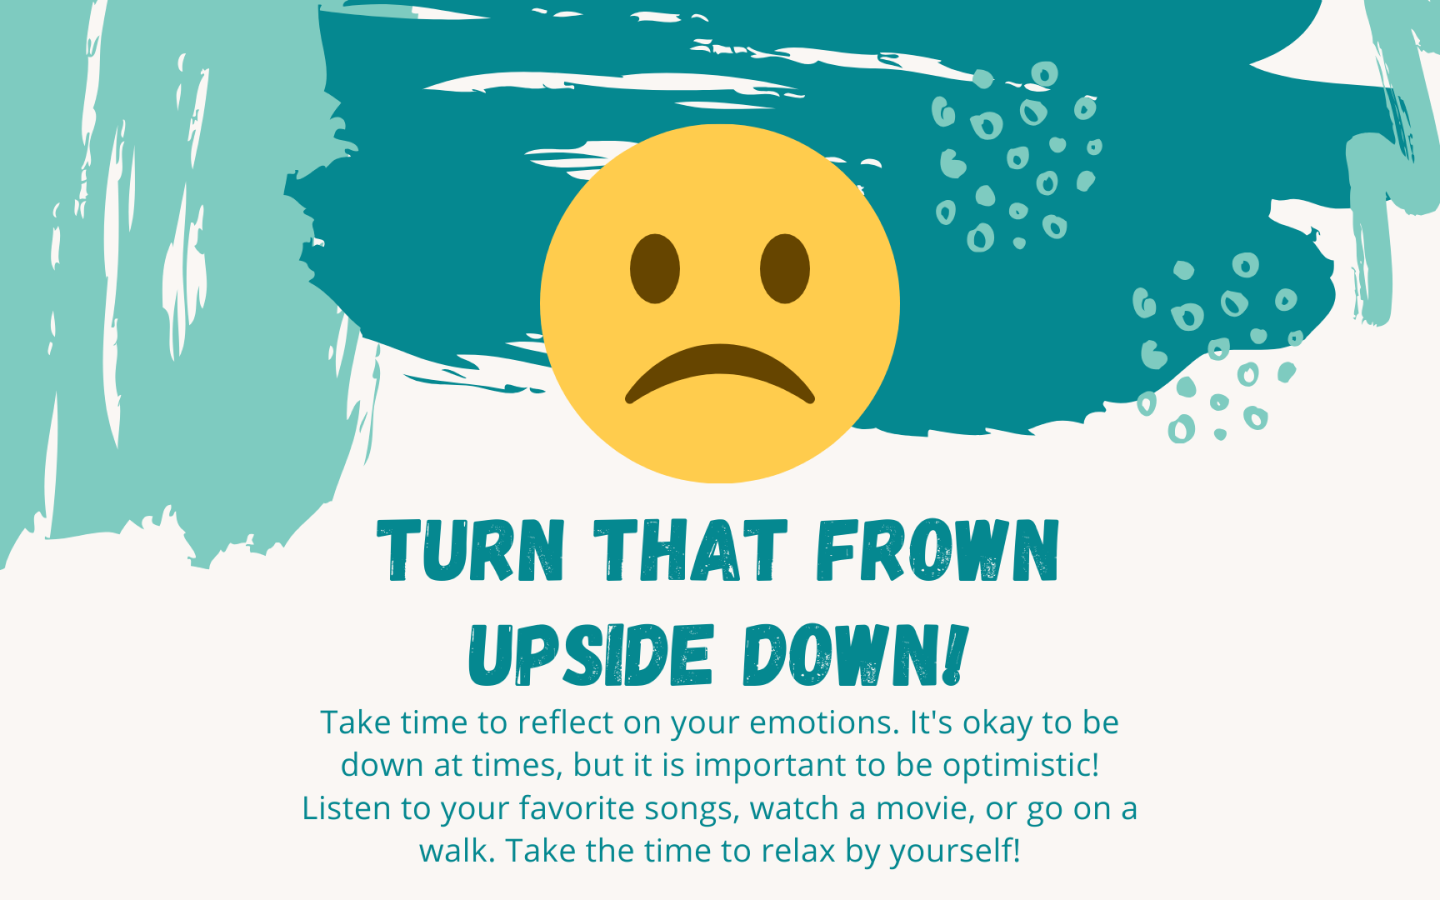 TURN THAT FROWN
UPSIDE DOWN!
Take time to reflect on your emotions. It's okay to be
down at times, but it is important to be optimistic!
Listen to your favorite songs, watch a movie, or go on a
walk. Take the time to relax by yourself!